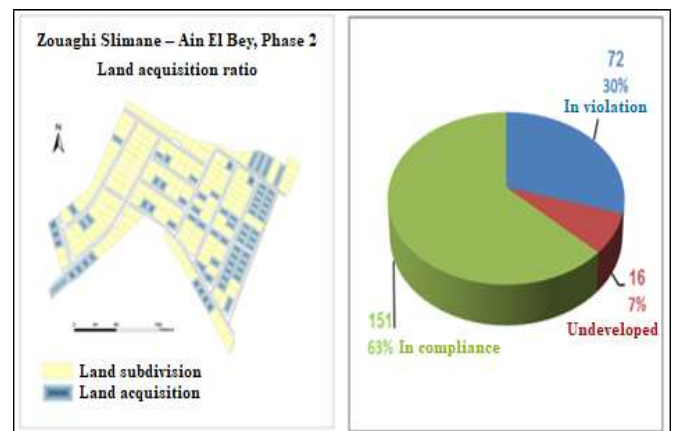 Zouaghi Slimane – Ain El Bey, Phase 2
Land acquisition ratio
N
Land subdivision
Land acquisition
72
30%
In violation
16
7%
Undeveloped
151
63% In compliance